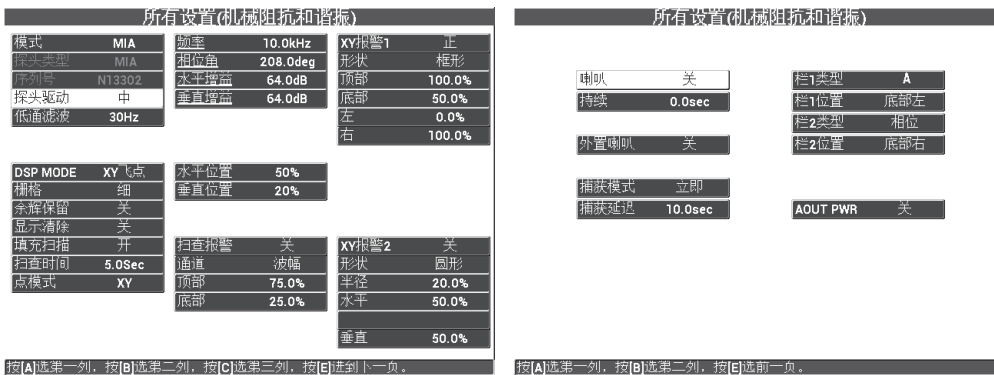 所有设置(机械阻抗和谐振)
模式 MIA
探头类型 MIA
序列号 N13302
探头驱动 中
低通滤波 30Hz
频率 10.0kHz
相位角 208.0deg
水平增益 64.0dB
垂直增益 64.0dB
XY报警1 正
形状 框形
顶部 100.0%
底部 50.0%
左 0.0%
右 100.0%
DSP MODE XY飞点
栅格 细
余辉保留 关
显示清除 关
填充扫描 开
扫查时间 5.0Sec
点模式 XY
水平位置 50%
垂直位置 20%
扫查报警 关
通道 波幅
顶部 75.0%
底部 25.0%
XY报警2 关
形状 圆形
半径 20.0%
水平 50.0%
垂直 50.0%
按[A]选第一列，按[B]选第二列，按[C]选第三列，按[E]进到下一页。
所有设置(机械阻抗和谐振)
喇叭 关
持续 0.0sec
外置喇叭 关
捕获模式 立即
捕获延迟 10.0sec
栏1类型 A
栏1位置 底部左
栏2类型 相位
栏2位置 底部右
AOUT PWR 关
按[A]选第一列，按[B]选第二列，按[E]选前一页。